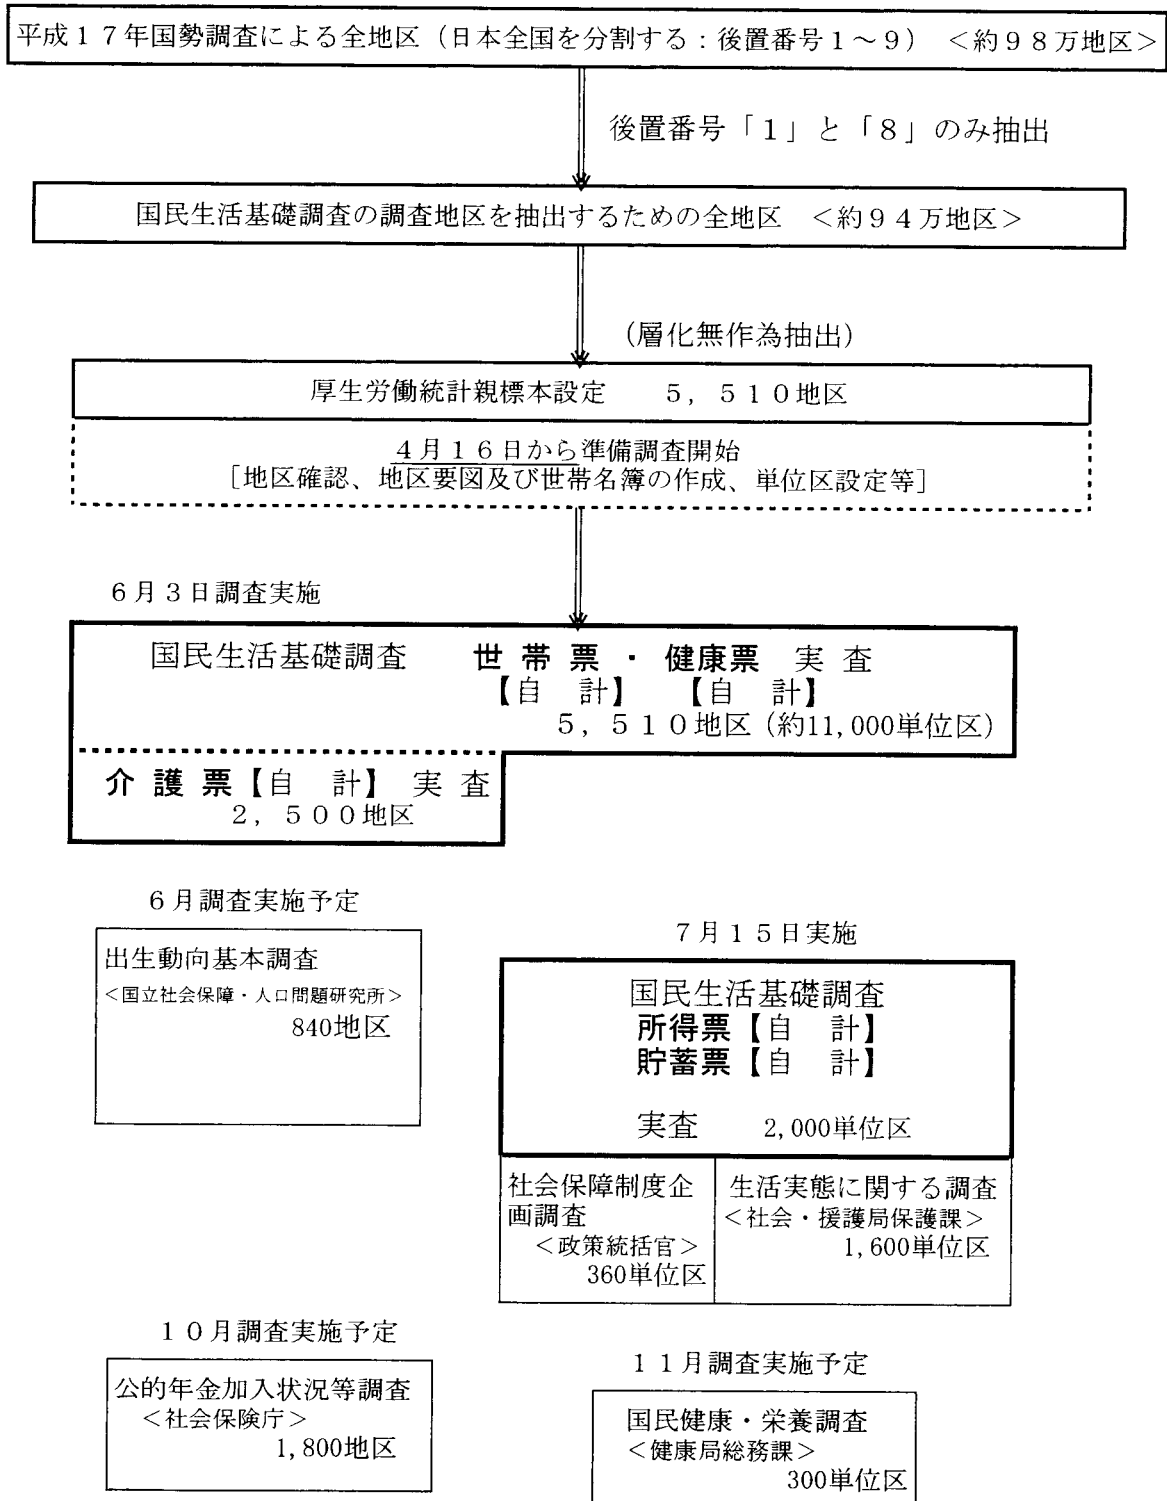 平成１７年国勢調査による全地区（日本全国を分割する：後置番号１～９）　＜約９８万地区＞
後置番号「１」と「８」のみ抽出
国民生活基礎調査の調査地区を抽出するための全地区　＜約９４万地区＞
（層化無作為抽出）
厚生労働統計親標本設定　　５，５１０地区
４月１６日から準備調査開始
［地区確認、地区要図及び世帯名簿の作成、単位区設定等］
６月３日調査実施
国民生活基礎調査　　世 帯 票 ・ 健康票　実 査
【自　計】　【自　計】
５，５１０地区（約11,000単位区）
介 護 票【自　計】　実 査
２，５００地区
６月調査実施予定
出生動向基本調査
＜国立社会保障・人口問題研究所＞
840地区
７月１５日実施
国民生活基礎調査
所得票【自　計】
貯蓄票【自　計】
実査　　2,000単位区
社会保障制度企
画調査
＜政策統括官＞
360単位区
生活実態に関する調査
＜社会・援護局保護課＞
1,600単位区
１０月調査実施予定
公的年金加入状況等調査
＜社会保険庁＞
1,800地区
１１月調査実施予定
国民健康・栄養調査
＜健康局総務課＞
300単位区